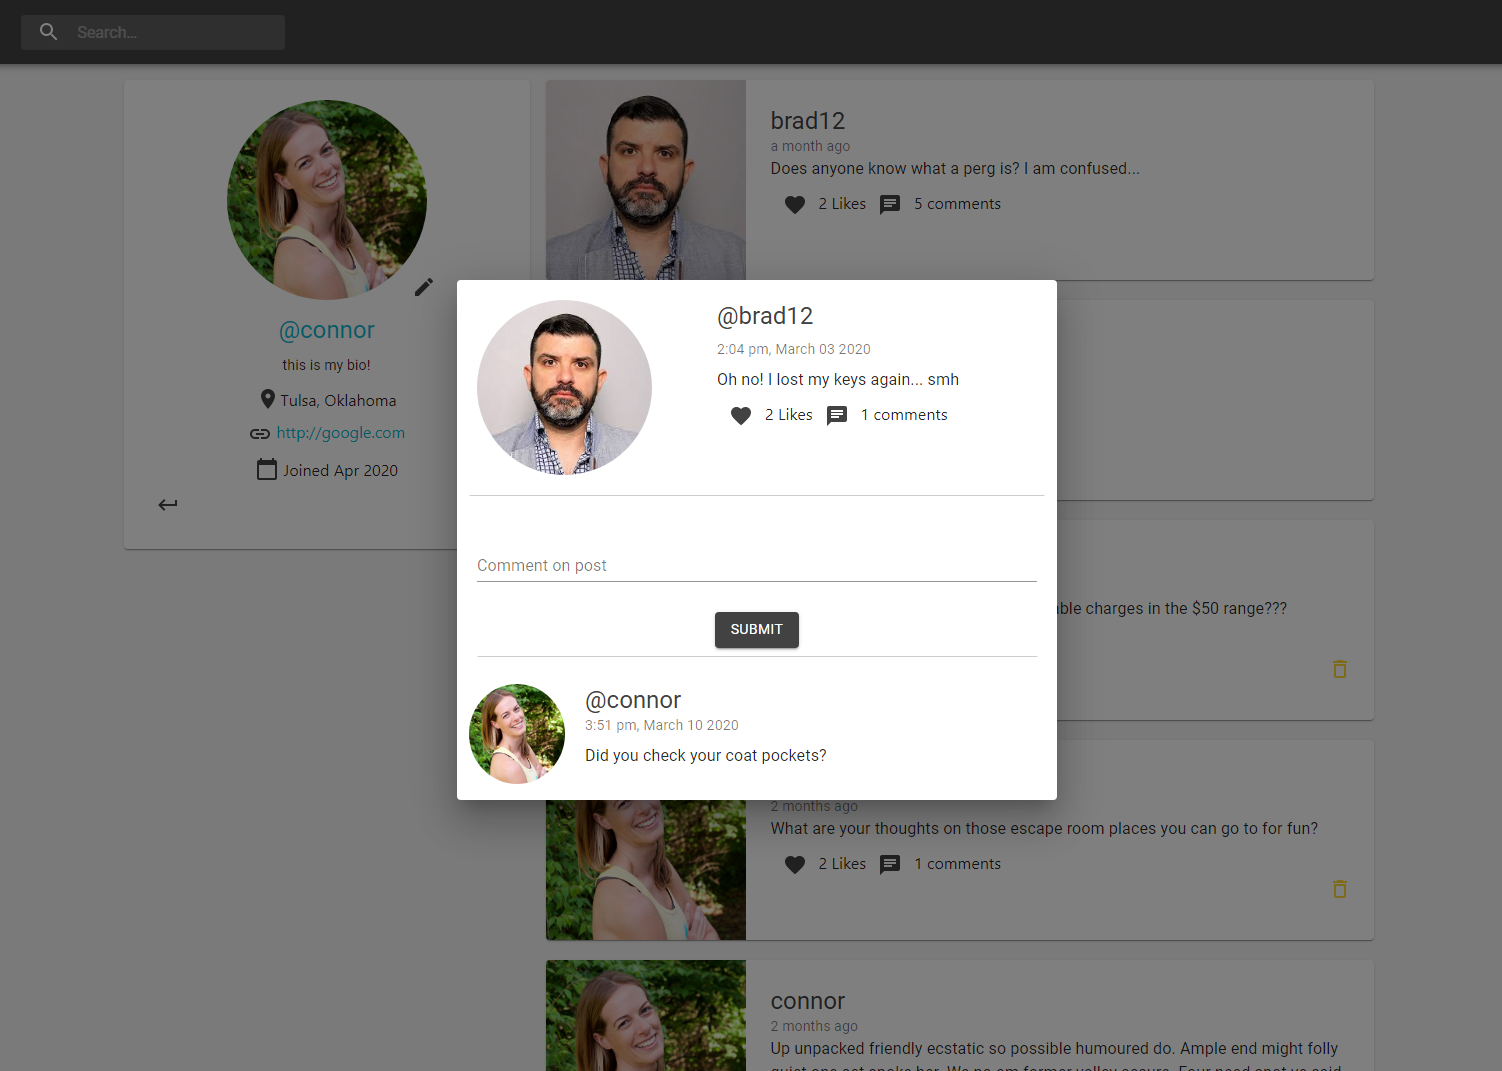 Search...
@connor
this is my bio!
Tulsa, Oklahoma
http://google.com
Joined Apr 2020
brad12
a month ago
Does anyone know what a perg is? I am confused...
2 Likes 5 comments
@brad12
2:04 pm, March 03 2020
Oh no! I lost my keys again... smh
2 Likes 1 comments
Comment on post
SUBMIT
@connor
3:51 pm, March 10 2020
Did you check your coat pockets?
charges in the $50 range???
2 months ago
What are your thoughts on those escape room places you can go to for fun?
2 Likes 1 comments
connor
2 months ago
Up unpacked friendly ecstatic so possible humoured do. Ample end might folly